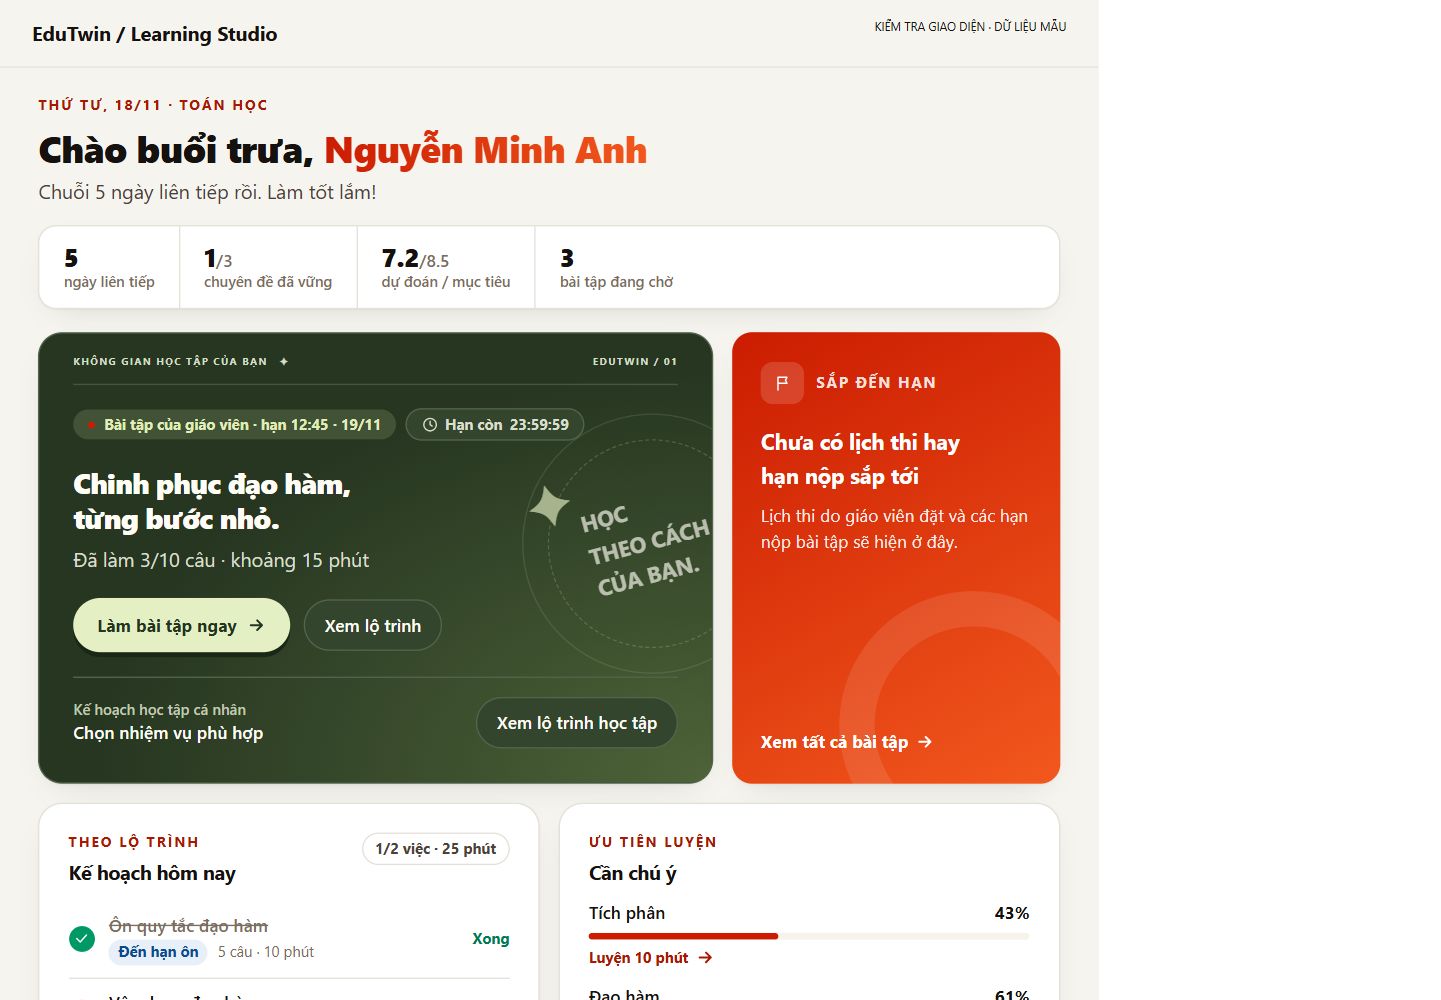 EduTwin / Learning Studio
KIỂM TRA GIAO DIỆN · DỮ LIỆU MẪU
THỨ TƯ, 18/11 · TOÁN HỌC
Chào buổi trưa, Nguyễn Minh Anh
Chuỗi 5 ngày liên tiếp rồi. Làm tốt lắm!
5
ngày liên tiếp
1/3
chuyên đề đã vững
7.2/8.5
dự đoán / mục tiêu
3
bài tập đang chờ
KHÔNG GIAN HỌC TẬP CỦA BẠN
EDUTWIN / 01
Bài tập của giáo viên · hạn 12:45 · 19/11
Hạn còn 23:59:59
Chinh phục đạo hàm,
từng bước nhỏ.
Đã làm 3/10 câu · khoảng 15 phút
HỌC
THEO CÁCH
CỦA BẠN.
Làm bài tập ngay →
Xem lộ trình
Kế hoạch học tập cá nhân
Chọn nhiệm vụ phù hợp
Xem lộ trình học tập
SẮP ĐẾN HẠN
Chưa có lịch thi hay
hạn nộp sắp tới
Lịch thi do giáo viên đặt và các hạn
nộp bài tập sẽ hiện ở đây.
Xem tất cả bài tập →
THEO LỘ TRÌNH
Kế hoạch hôm nay
1/2 việc · 25 phút
Ôn quy tắc đạo hàm
Đến hạn ôn
5 câu · 10 phút
Xong
ƯU TIÊN LUYỆN
Cần chú ý
Tích phân
43%
Luyện 10 phút →
Đạo hàm
61%